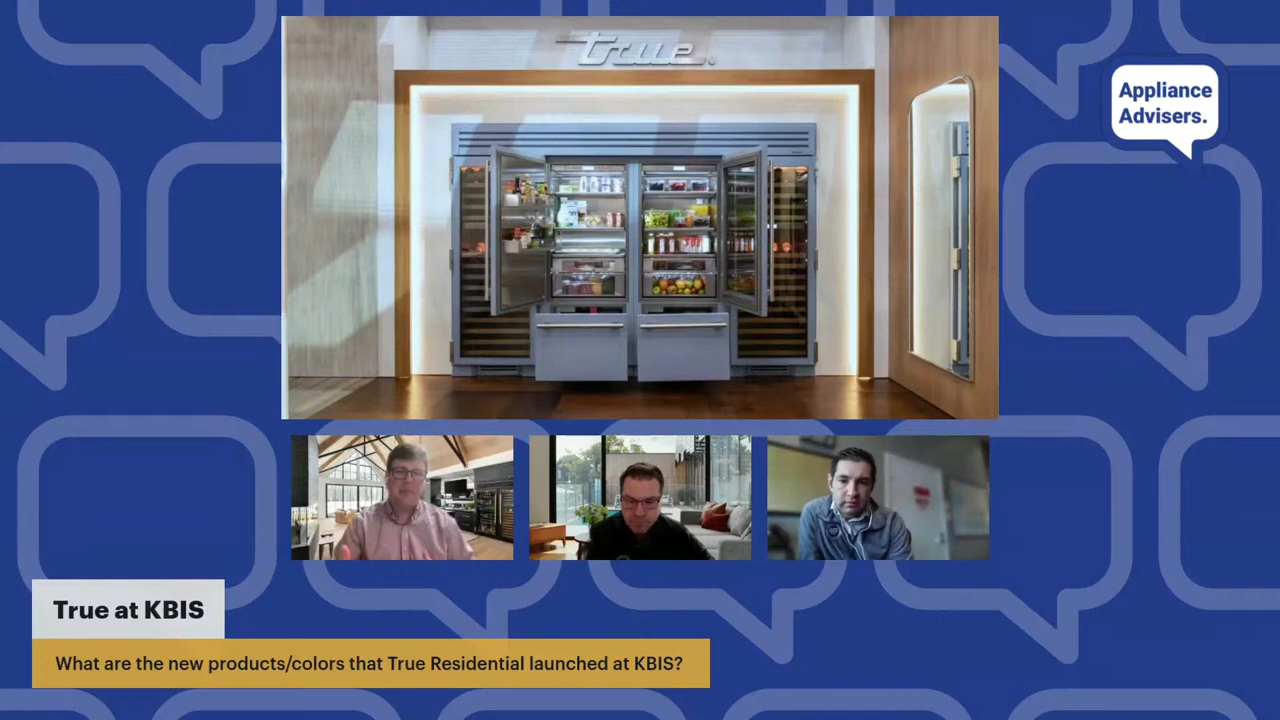 true.
Appliance
Advisers.
True at KBIS
What are the new products/colors that True Residential launched at KBIS?